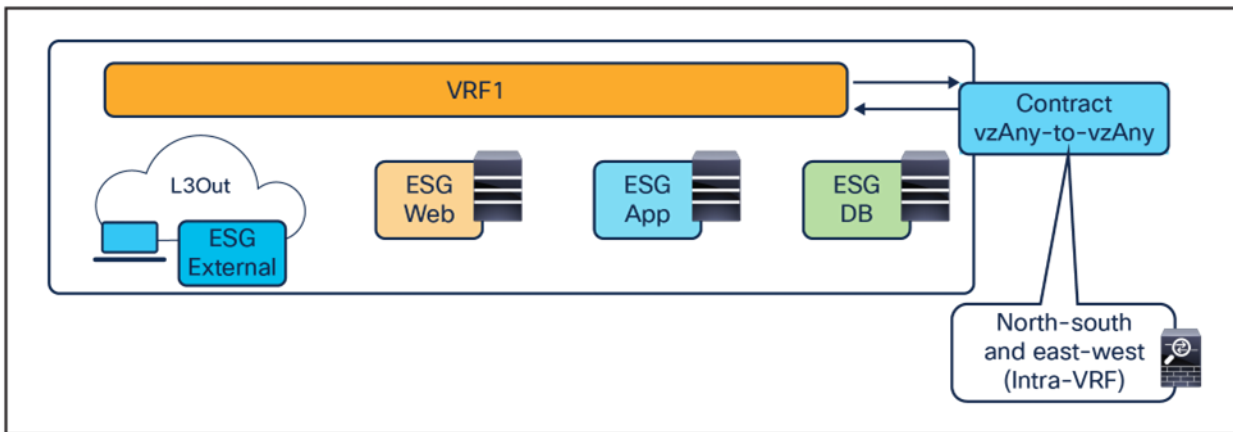 VRF1
Contract
vzAny-to-vzAny
L3Out
ESG
External
ESG
Web
ESG
App
ESG
DB
North-south
and east-west
(Intra-VRF)